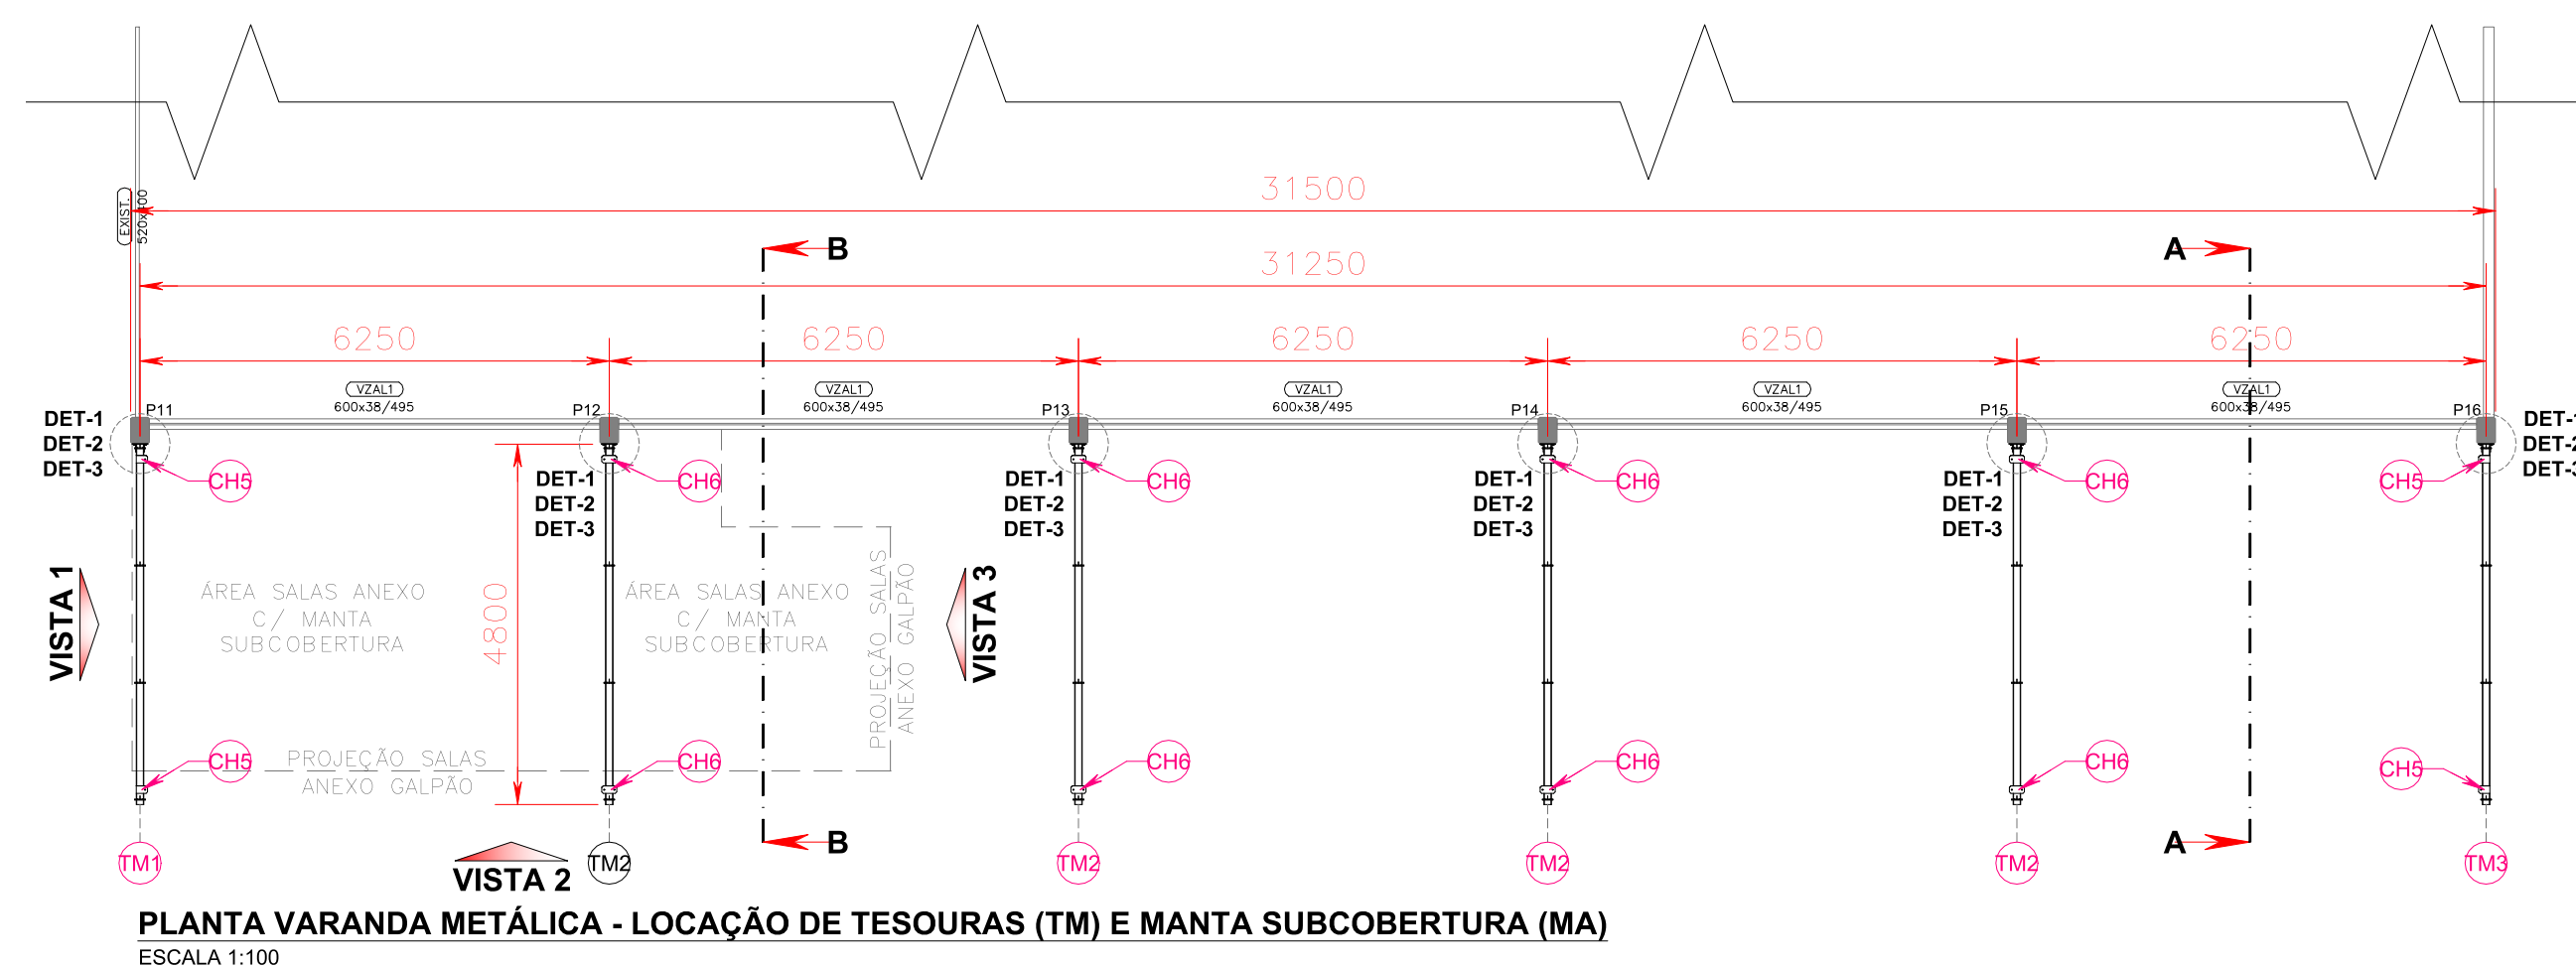 31500
EXIST.
B
A
31250
6250 6250 6250 6250 6250
VZAL1 VZAL1 VZAL1 VZAL1 VZAL1
600x38/495 600x38/495 600x38/495 600x38/495 600x38/495
P11 P12 P13 P14 P15 P16
DET-1
DET-2
DET-3
CH5 CH6 CH6 CH6 CH6 CH5
DET-1 DET-1 DET-1 DET-1
DET-2 DET-2 DET-2 DET-2
DET-3 DET-3 DET-3 DET-3
VISTA 1
ÁREA SALAS ANEXO
C/ MANTA
SUBCOBERTURA
4800
ÁREA SALAS ANEXO
C/ MANTA
SUBCOBERTURA
PROJEÇÃO SALAS
ANEXO GALPÃO
VISTA 3
PROJEÇÃO SALAS
ANEXO GALPÃO
CH5 CH6 CH6 CH6 CH6 CH5
B
A
TM1 TM2 TM2 TM2 TM2 TM3
VISTA 2
PLANTA VARANDA METÁLICA - LOCAÇÃO DE TESOURAS (TM) E MANTA SUBCOBERTURA (MA)
ESCALA 1:100